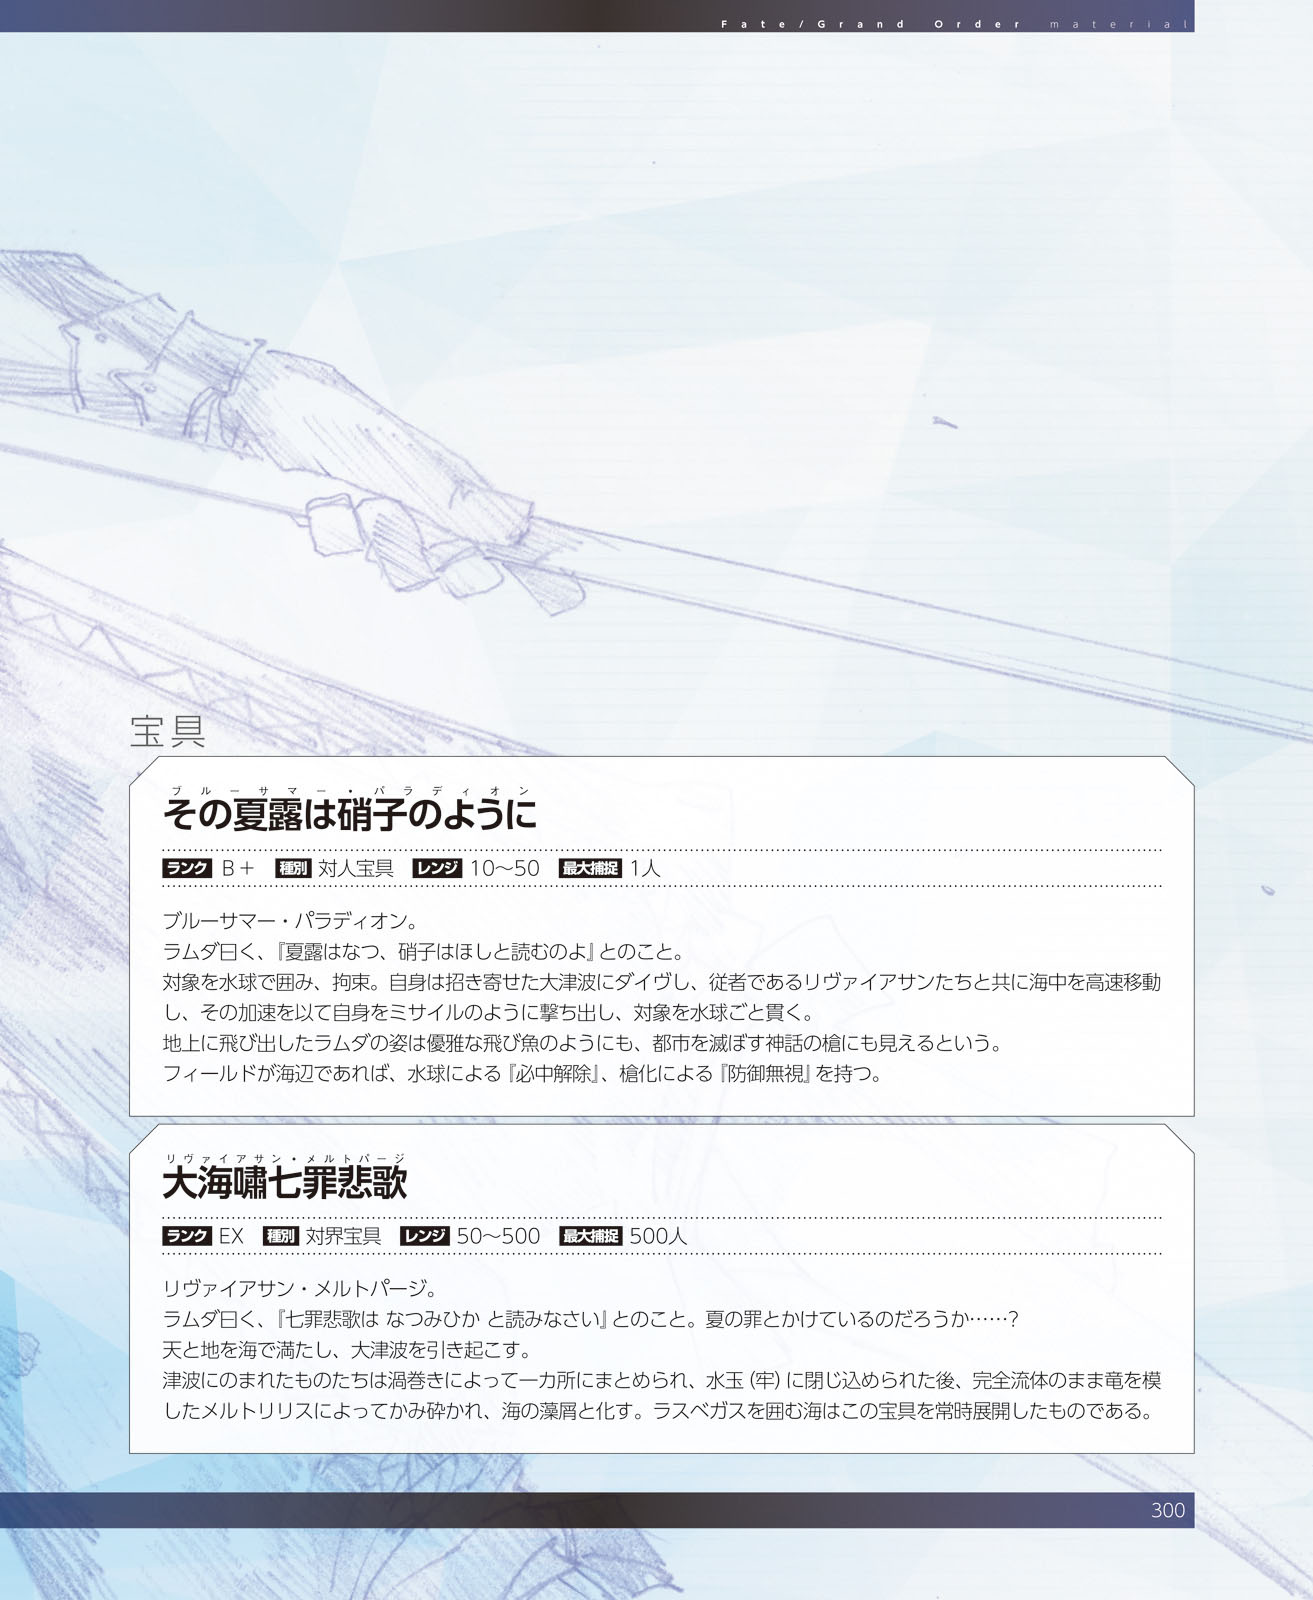 Fate/Grand Order material
宝具
ブルーサマー・パラディオン
その夏露は硝子のように
ランク B+ 種別 対人宝具 レンジ 10～50 最大捕捉 1人
ブルーサマー・パラディオン。
ラムダ曰く、『夏露はなつ、硝子はほしと読むのよ』とのこと。
対象を水球で囲み、拘束。自身は招き寄せた大津波にダイヴし、従者であるリヴァイアサンたちと共に海中を高速移動
し、その加速を以て自身をミサイルのように撃ち出し、対象を水球ごと貫く。
地上に飛び出したラムダの姿は優雅な飛び魚のようにも、都市を滅ぼす神話の槍にも見えるという。
フィールドが海辺であれば、水球による『必中解除』、槍化による『防御無視』を持つ。
リヴァイアサン・メルトパージ
大海嘯七罪悲歌
ランク EX 種別 対界宝具 レンジ 50～500 最大捕捉 500人
リヴァイアサン・メルトパージ。
ラムダ曰く、『七罪悲歌は なつみひか と読みなさい』とのこと。夏の罪とかけているのだろうか……？
天と地を海で満たし、大津波を引き起こす。
津波にのまれたものたちは渦巻きによって一カ所にまとめられ、水玉（牢）に閉じ込められた後、完全流体のまま竜を模
したメルトリリスによってかみ砕かれ、海の藻屑と化す。ラスベガスを囲む海はこの宝具を常時展開したものである。
300